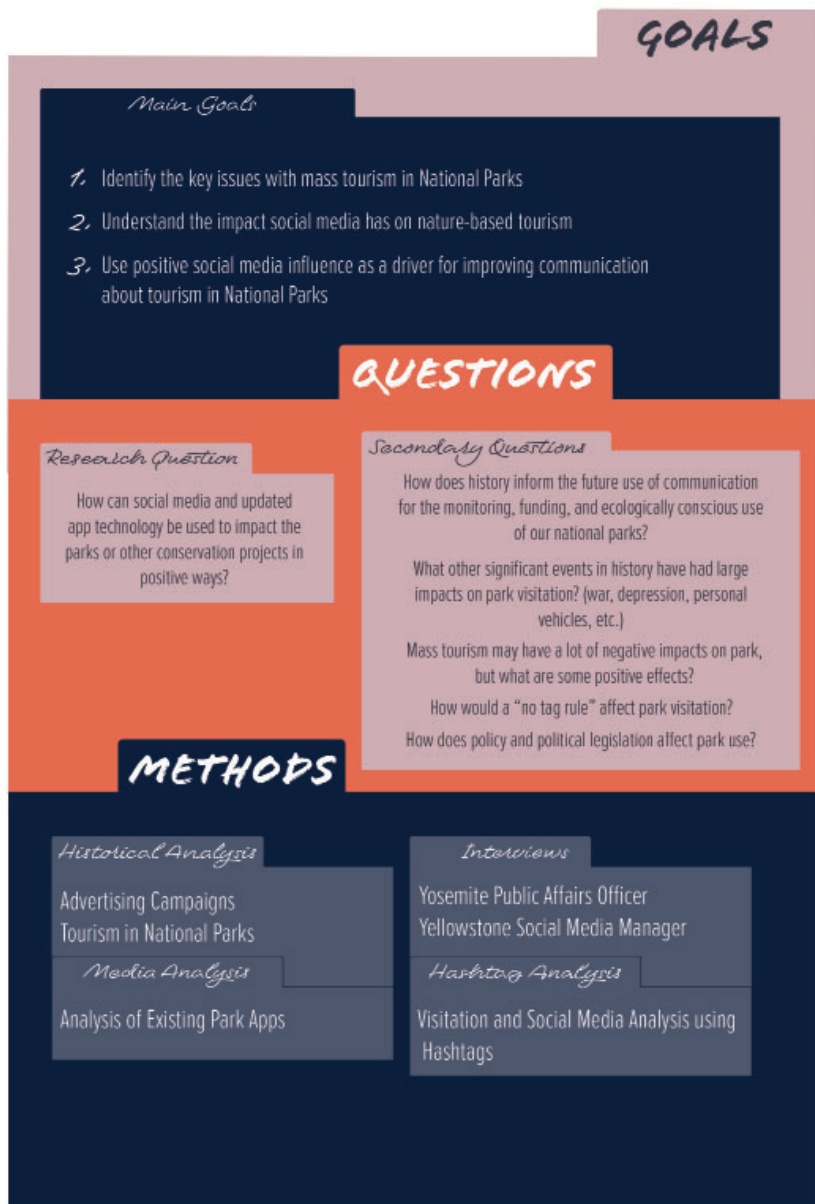 GOALS
Main Goals
1. Identify the key issues with mass tourism in National Parks
2. Understand the impact social media has on nature-based tourism
3. Use positive social media influence as a driver for improving communication
about tourism in National Parks
QUESTIONS
Research Question
How can social media and updated
app technology be used to impact the
parks or other conservation projects in
positive ways?
Secondary Questions
How does history inform the future use of communication
for the monitoring, funding, and ecologically conscious use
of our national parks?
What other significant events in history have had large
impacts on park visitation? (war, depression, personal
vehicles, etc.)
Mass tourism may have a lot of negative impacts on park,
but what are some positive effects?
How would a “no tag rule” affect park visitation?
How does policy and political legislation affect park use?
METHODS
Historical Analysis
Advertising Campaigns
Tourism in National Parks
Media Analysis
Analysis of Existing Park Apps
Interviews
Yosemite Public Affairs Officer
Yellowstone Social Media Manager
Hashtag Analysis
Visitation and Social Media Analysis using
Hashtags